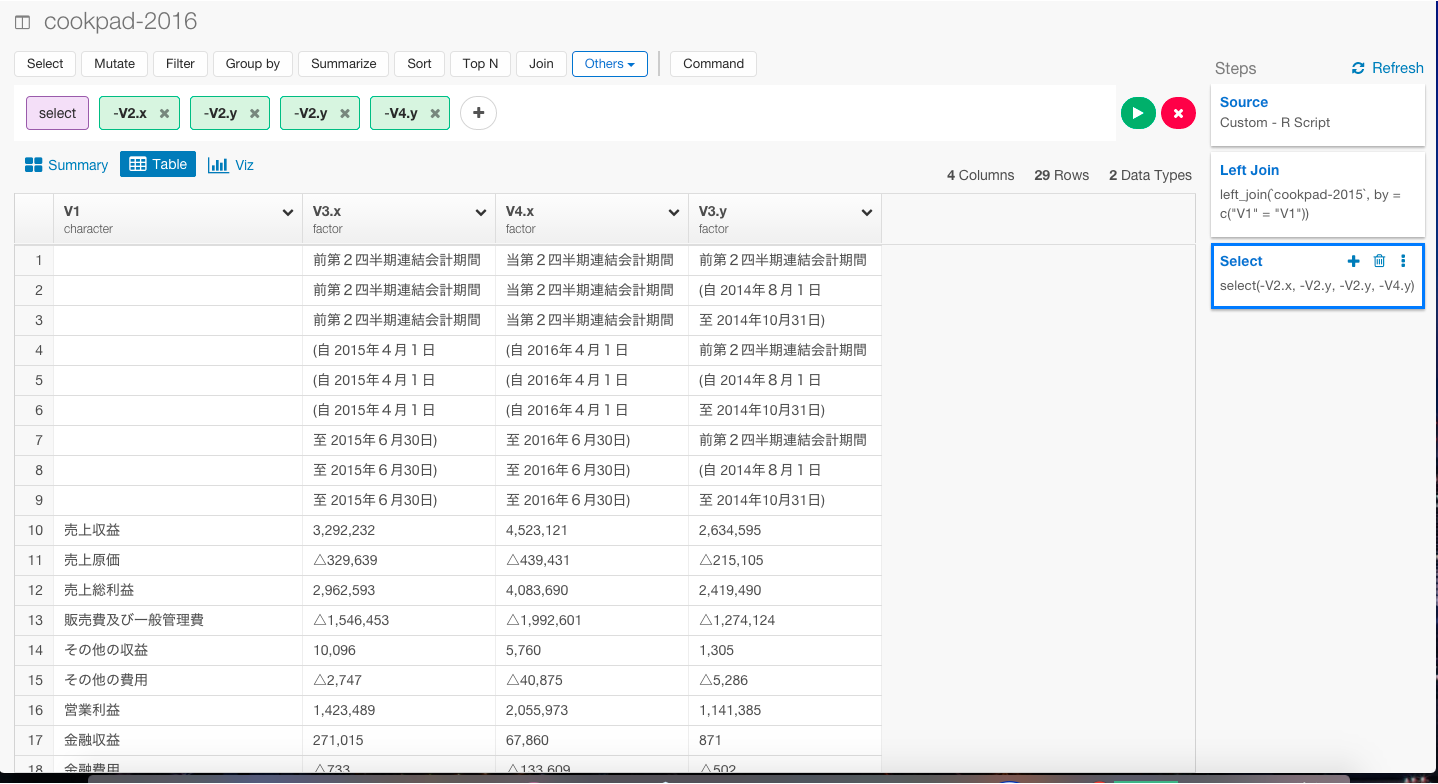 cookpad-2016
Select Mutate Filter Group by Summarize Sort Top N Join Others Command
Steps Refresh
select -V2.x -V2.y -V2.y -V4.y
Source
Custom - R Script
Left Join
left_join(`cookpad-2015`, by =
c("V1" = "V1"))
Select
select(-V2.x, -V2.y, -V2.y, -V4.y)
Summary Table Viz
4 Columns 29 Rows 2 Data Types
V1 V3.x V4.x V3.y
character factor factor factor
1 前第２四半期連結会計期間 当第２四半期連結会計期間 前第２四半期連結会計期間
2 前第２四半期連結会計期間 当第２四半期連結会計期間 (自 2014年８月１日
3 前第２四半期連結会計期間 当第２四半期連結会計期間 至 2014年10月31日)
4 (自 2015年４月１日 (自 2016年４月１日 前第２四半期連結会計期間
5 (自 2015年４月１日 (自 2016年４月１日 (自 2014年８月１日
6 (自 2015年４月１日 (自 2016年４月１日 至 2014年10月31日)
7 至 2015年６月30日) 至 2016年６月30日) 前第２四半期連結会計期間
8 至 2015年６月30日) 至 2016年６月30日) (自 2014年８月１日
9 至 2015年６月30日) 至 2016年６月30日) 至 2014年10月31日)
10 売上収益 3,292,232 4,523,121 2,634,595
11 売上原価 △329,639 △439,431 △215,105
12 売上総利益 2,962,593 4,083,690 2,419,490
13 販売費及び一般管理費 △1,546,453 △1,992,601 △1,274,124
14 その他の収益 10,096 5,760 1,305
15 その他の費用 △2,747 △40,875 △5,286
16 営業利益 1,423,489 2,055,973 1,141,385
17 金融収益 271,015 67,860 871
18 金融費用 △733 △133,609 △502